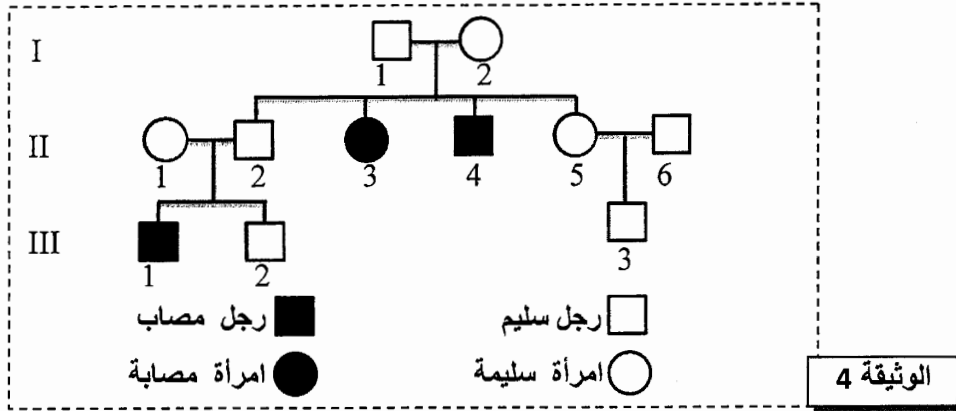 I
1 2
II
1 2 3 4 5 6
III
1 2 3
رجل سليم
رجل مصاب
امرأة سليمة
امرأة مصابة
الوثيقة 4